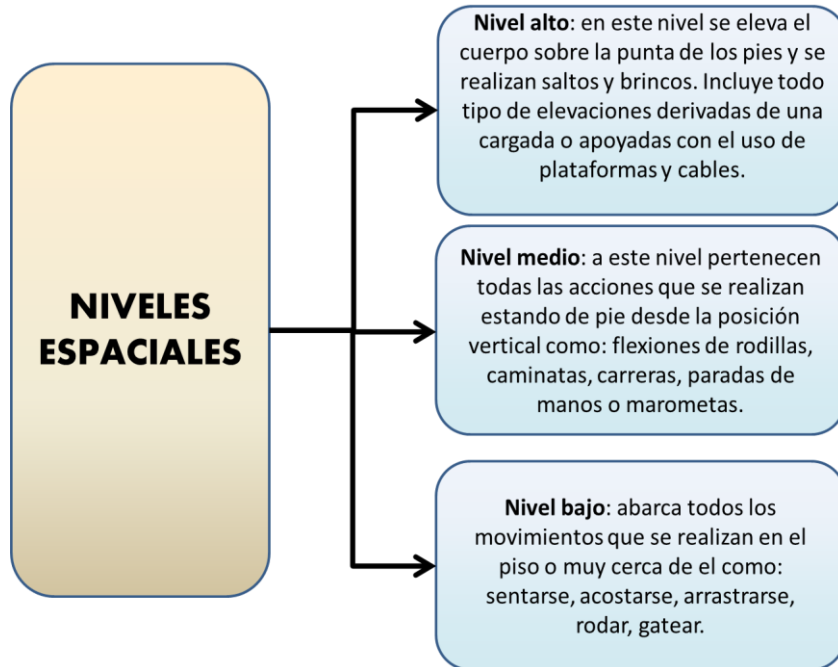 NIVELES
ESPACIALES
Nivel alto: en este nivel se eleva el
cuerpo sobre la punta de los pies y se
realizan saltos y brincos. Incluye todo
tipo de elevaciones derivadas de una
cargada o apoyadas con el uso de
plataformas y cables.
Nivel medio: a este nivel pertenecen
todas las acciones que se realizan
estando de pie desde la posición
vertical como: flexiones de rodillas,
caminatas, carreras, paradas de
manos o marometas.
Nivel bajo: abarca todos los
movimientos que se realizan en el
piso o muy cerca de el como:
sentarse, acostarse, arrastrarse,
rodar, gatear.